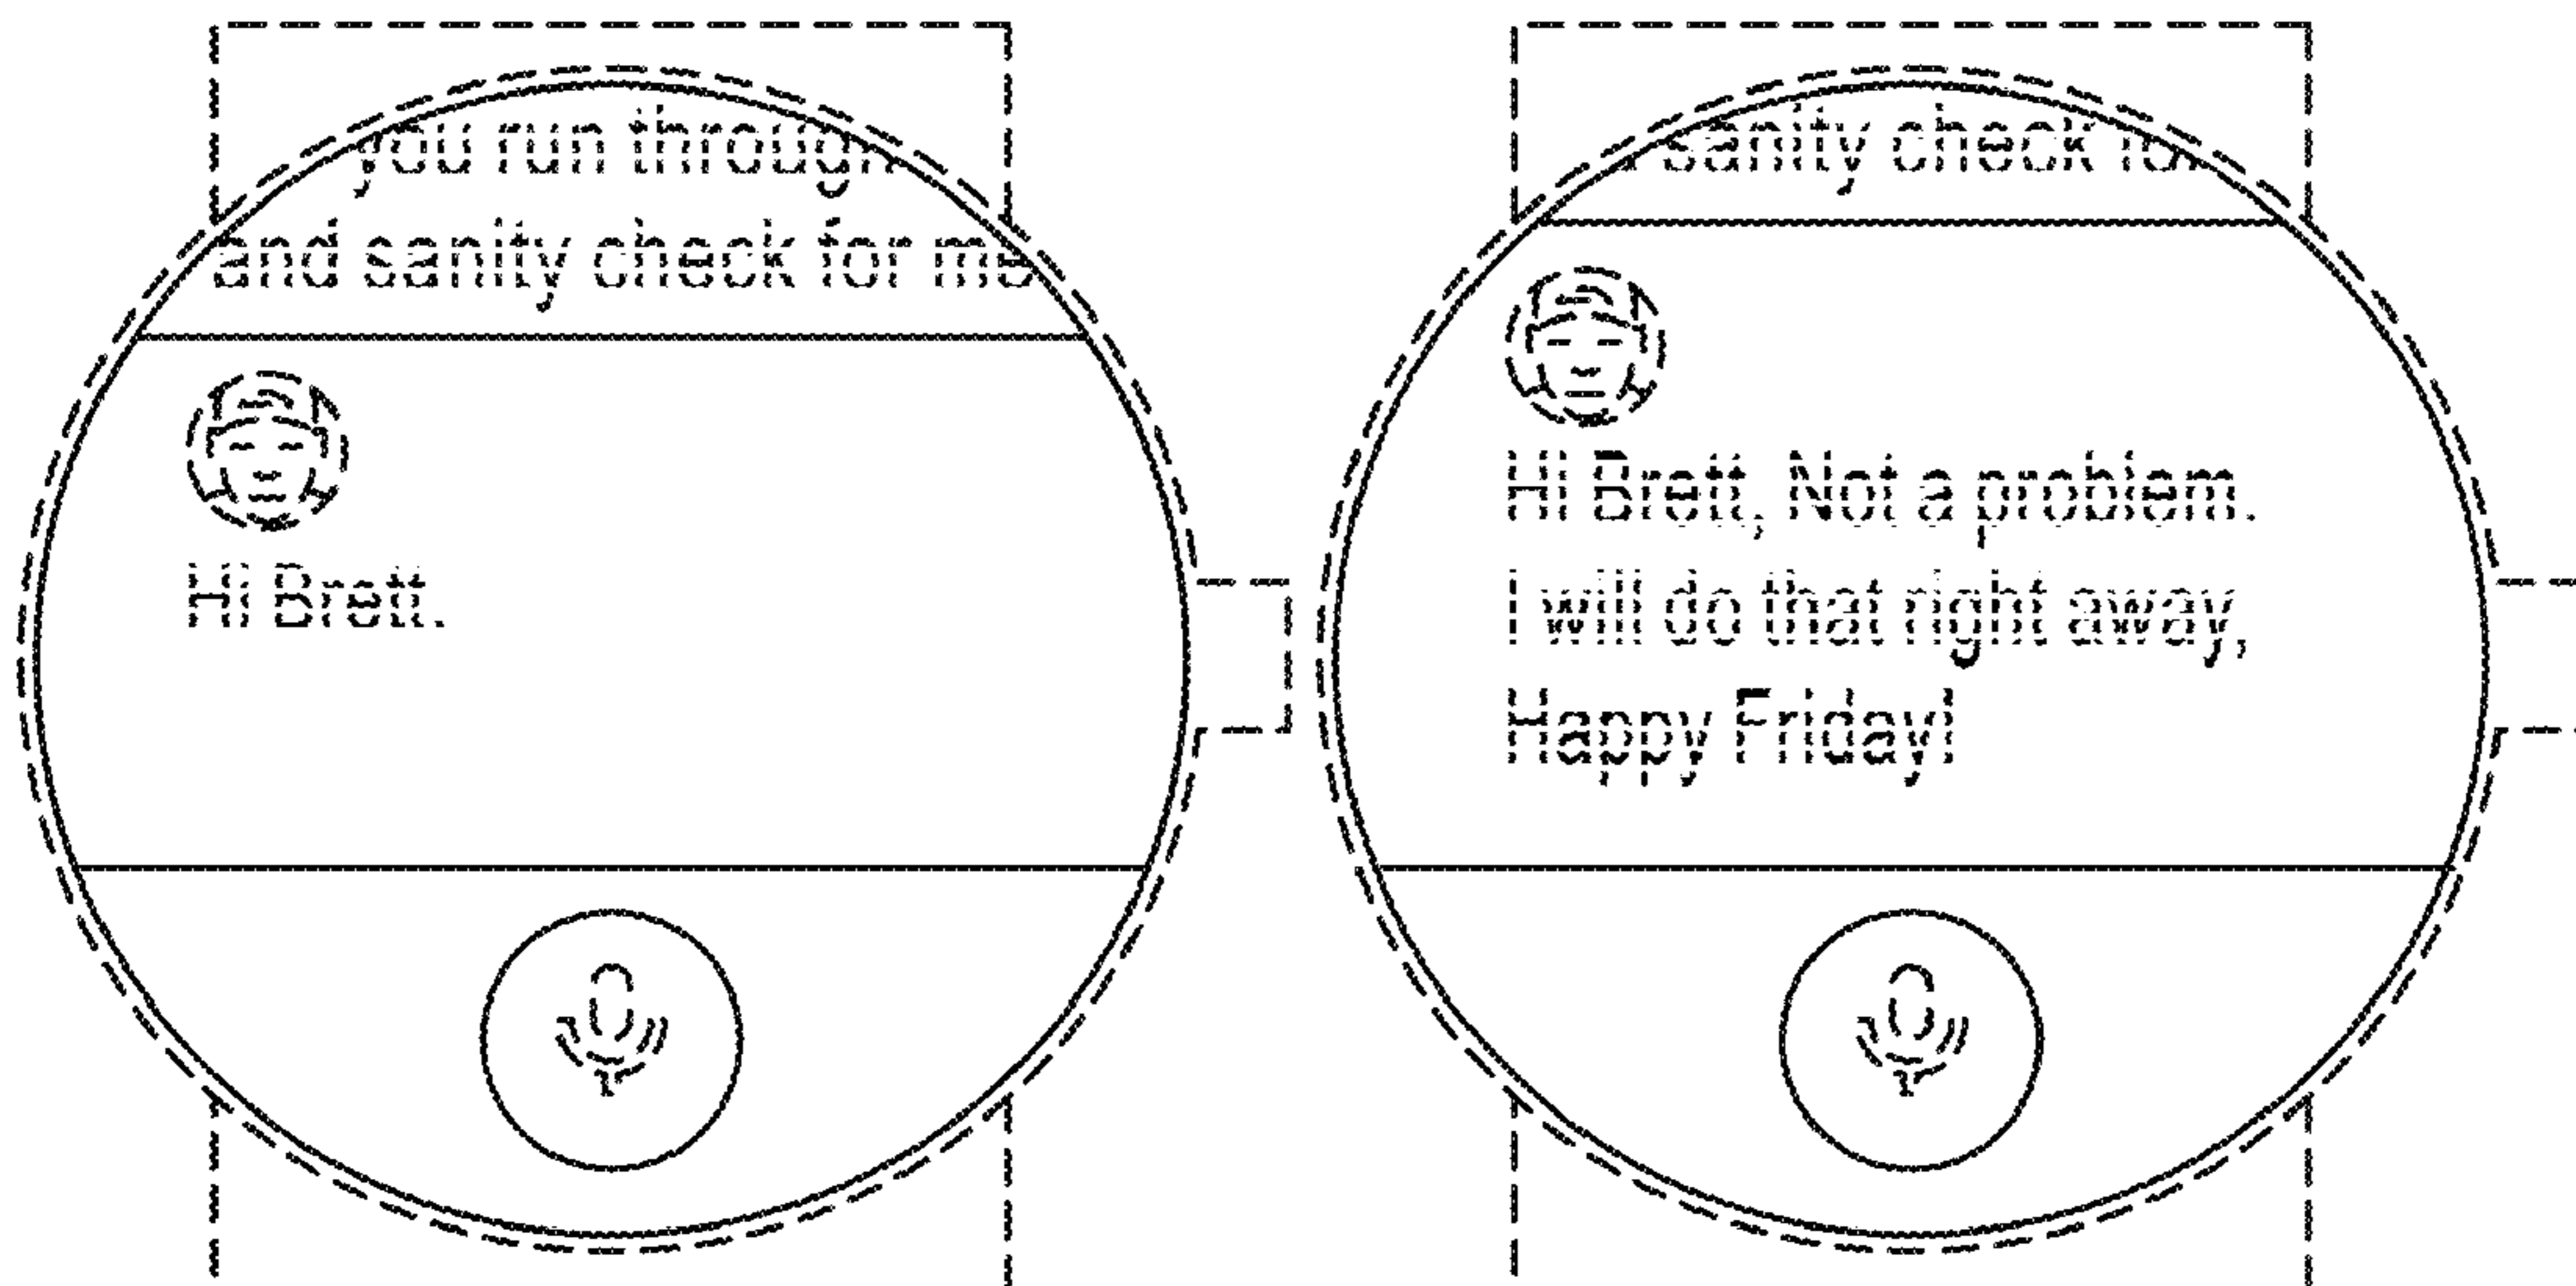 you run through
and sanity check for me
Hi Brett.
sanity check for
Hi Brett, Not a problem.
I will do that right away,
Happy Friday!